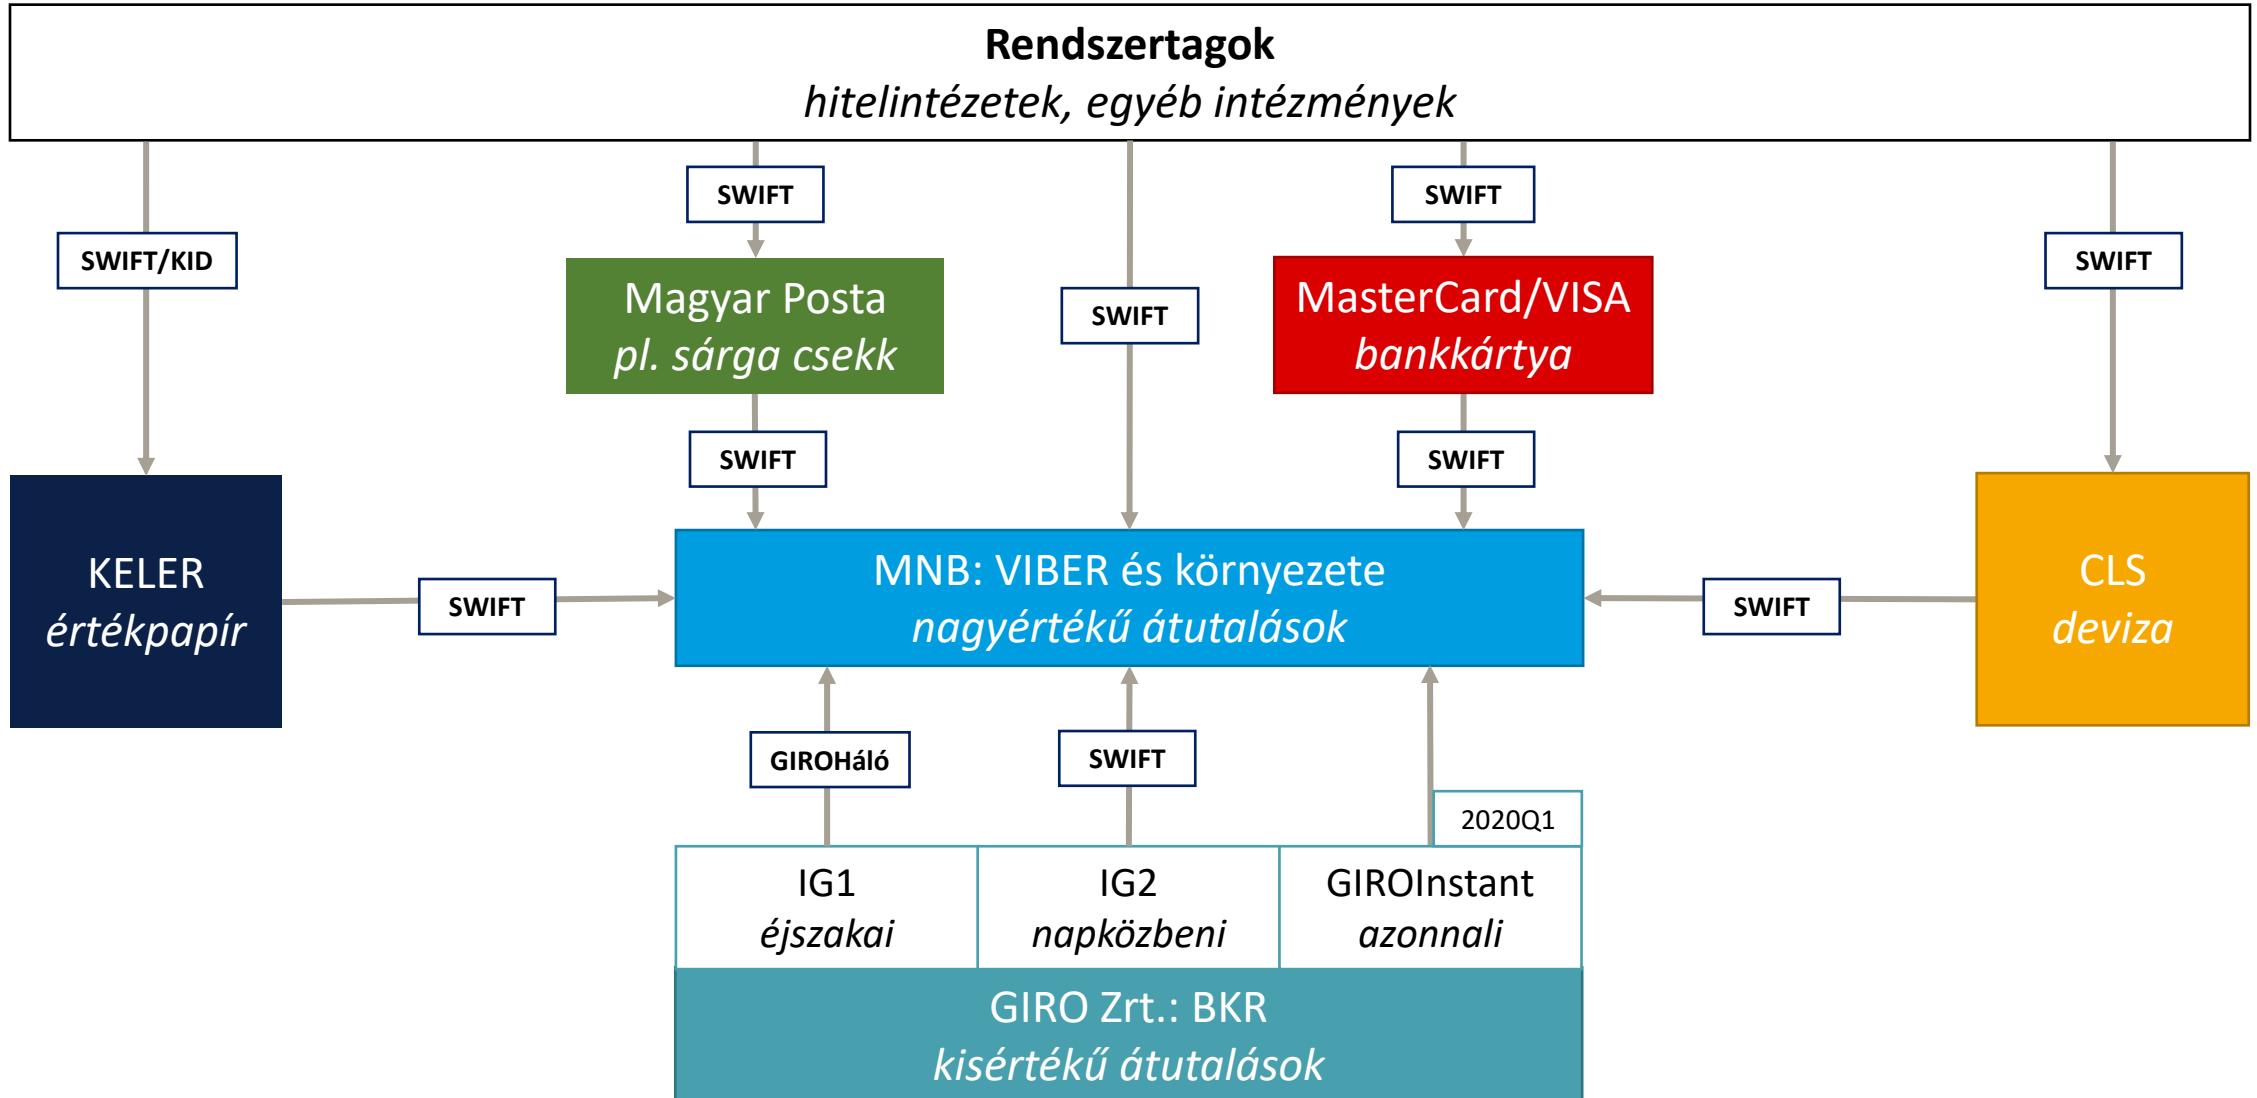 Rendszertagok
hitelintézetek, egyéb intézmények
SWIFT
SWIFT
SWIFT/KID
SWIFT
Magyar Posta
pl. sárga csekk
SWIFT
MasterCard/VISA
bankkártya
SWIFT
SWIFT
KELER
értékpapír
SWIFT
MNB: VIBER és környezete
nagyértékű átutalások
SWIFT
CLS
deviza
GIROHáló
SWIFT
2020Q1
IG1
éjszakai
IG2
napközbeni
GIROInstant
azonnali
GIRO Zrt.: BKR
kisértékű átutalások